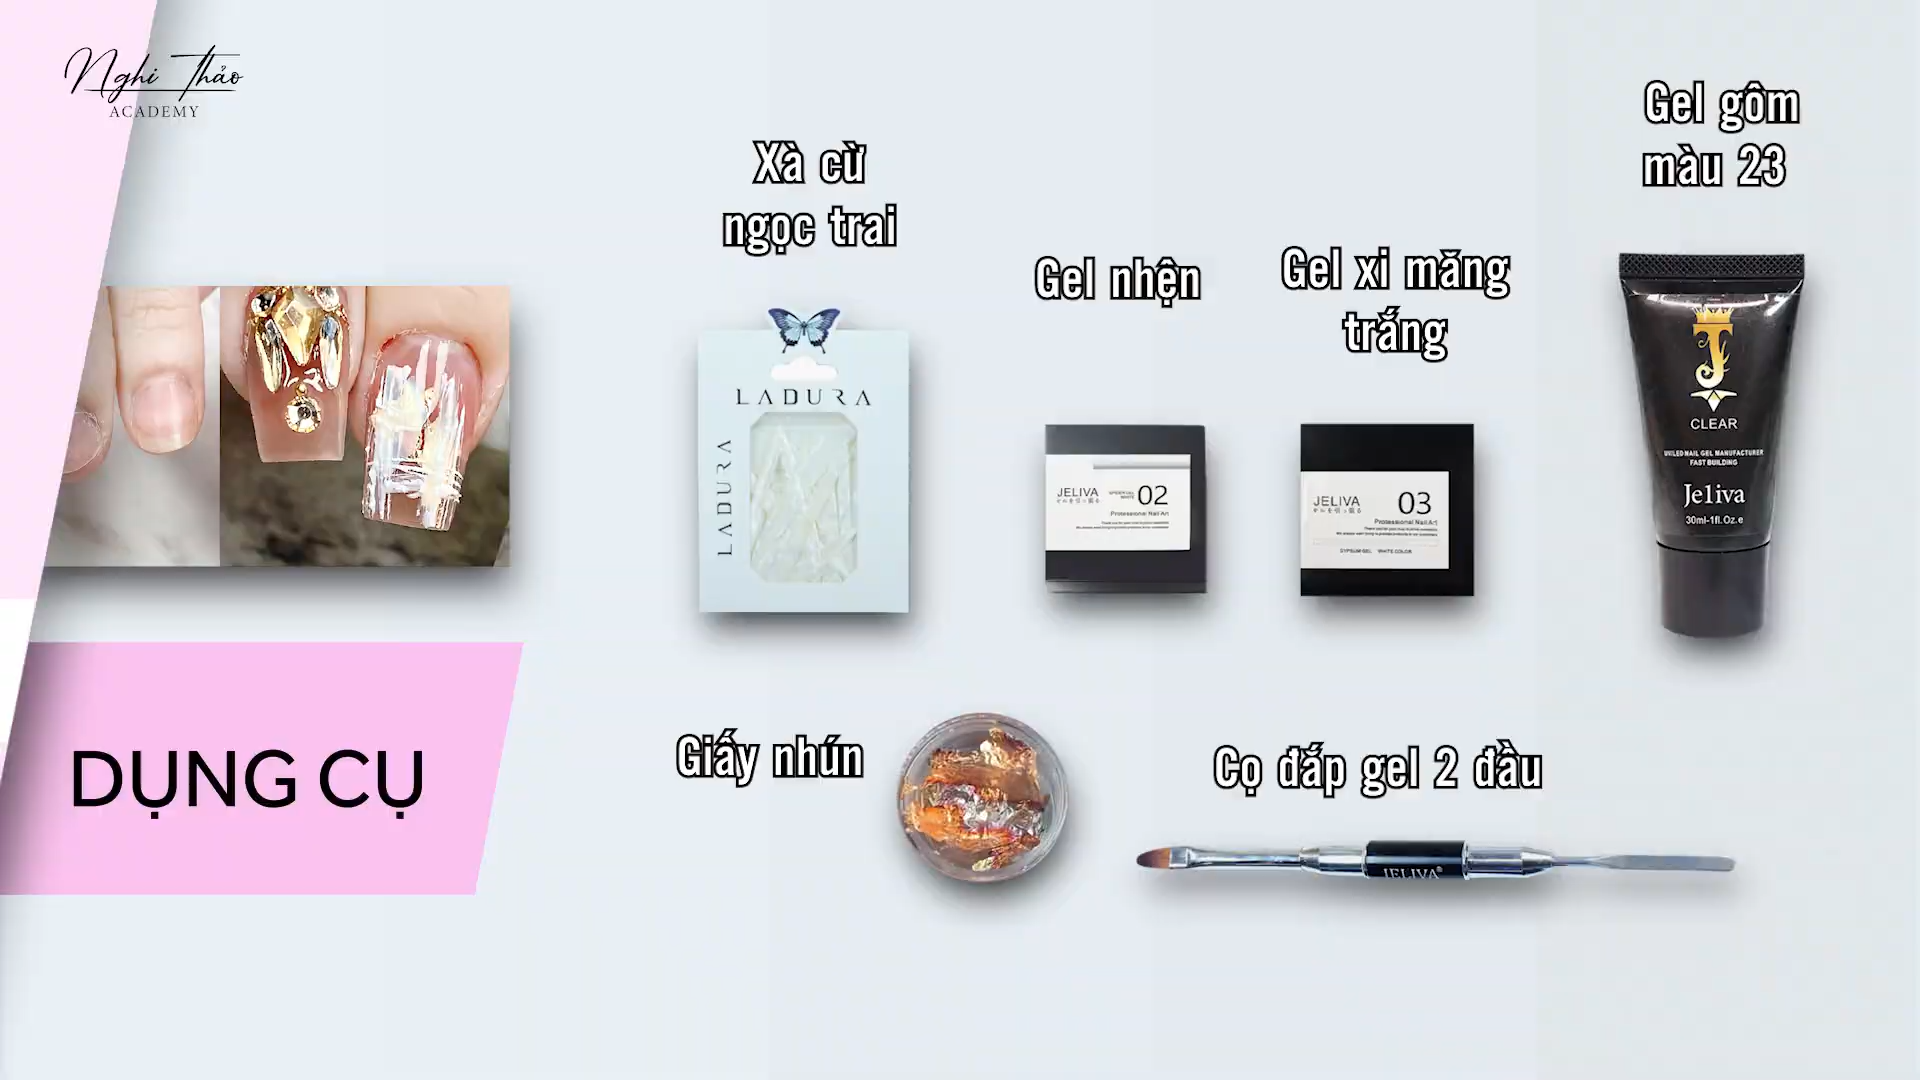 Nghi Thảo
ACADEMY
Xà cừ
ngọc trai
Gel nhện
Gel xi măng
trắng
Gel gôm
màu 23
LADURA
LADURA
JELIVA
02
Professional Nail Art
JELIVA
03
Professional Nail Art
GYPSUM GEL WHITE COLOR
J
CLEAR
FAST BUILDING
Jeliva
30ml-1fl.Oz.e
DỤNG CỤ
Giấy nhún
Cọ đắp gel 2 đầu
JELIVA®